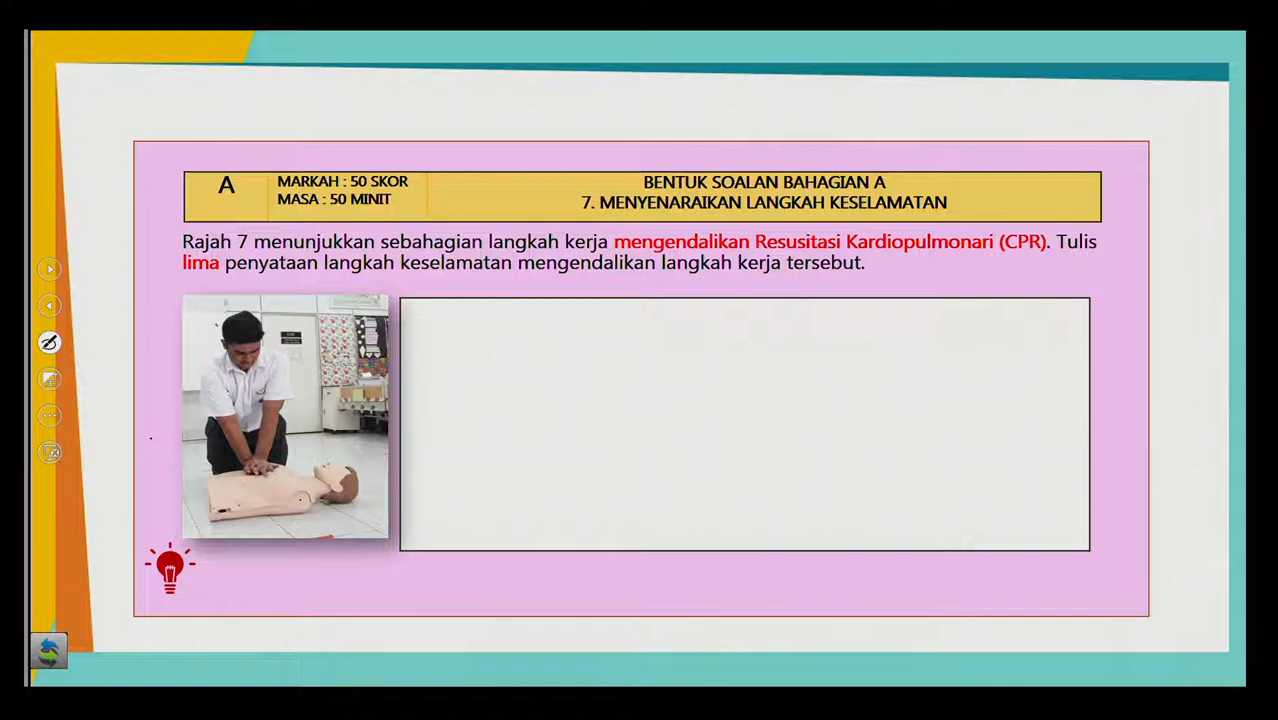 A
MARKAH : 50 SKOR
MASA : 50 MINIT
BENTUK SOALAN BAHAGIAN A
7. MENYENARAIKAN LANGKAH KESELAMATAN
Rajah 7 menunjukkan sebahagian langkah kerja mengendalikan Resusitasi Kardiopulmonari (CPR). Tulis
lima penyataan langkah keselamatan mengendalikan langkah kerja tersebut.